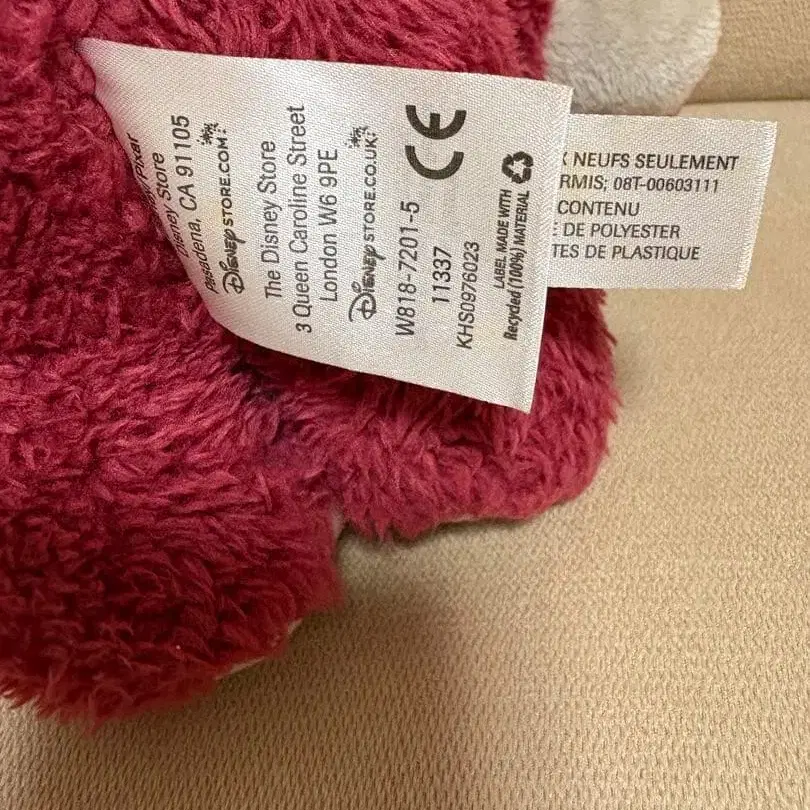 /Pixar
Disney Store
Pasadena, CA 91105
Disney STORE.COM
The Disney Store
3 Queen Caroline Street
London W6 9PE
Disney STORE.CO.UK
CE
W818-7201-5
11337
KHS0976023
LABEL MADE WITH
Recycled (100%) MATERIAL
NEUFS SEULEMENT
RMIS; 08T-00603111
CONTENU
DE POLYESTER
TES DE PLASTIQUE